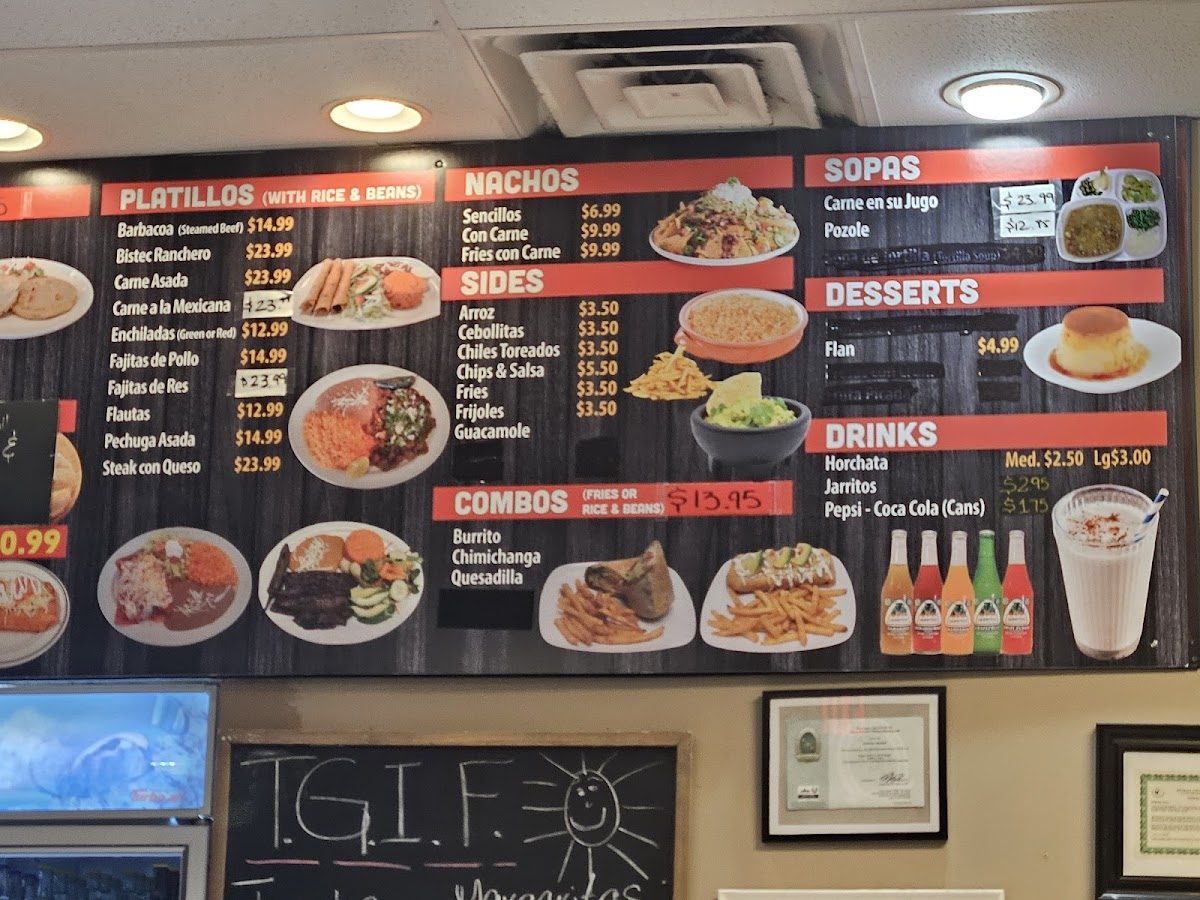 PLATILLOS (WITH RICE & BEANS)
Barbacoa (Steamed Beef) $14.99
Bistec Ranchero $23.99
Carne Asada $23.99
Carne a la Mexicana $23.99
Enchiladas (Green or Red) $12.99
Fajitas de Pollo $14.99
Fajitas de Res $23.99
Flautas $12.99
Pechuga Asada $14.99
Steak con Queso $23.99
0.99
NACHOS
Sencillos $6.99
Con Carne $9.99
Fries con Carne $9.99
SIDES
Arroz $3.50
Cebollitas $3.50
Chiles Toreados $3.50
Chips & Salsa $5.50
Fries $3.50
Frijoles $3.50
Guacamole
COMBOS (FRIES OR RICE & BEANS) $13.95
Burrito
Chimichanga
Quesadilla
SOPAS
Carne en su Jugo $23.99
Pozole $12.95
(Tortilla Soup)
DESSERTS
Flan $4.99
DRINKS
Horchata Med. $2.50 Lg$3.00
Jarritos $2.95
Pepsi - Coca Cola (Cans) $1.75
T.G.I.F.
Margaritas